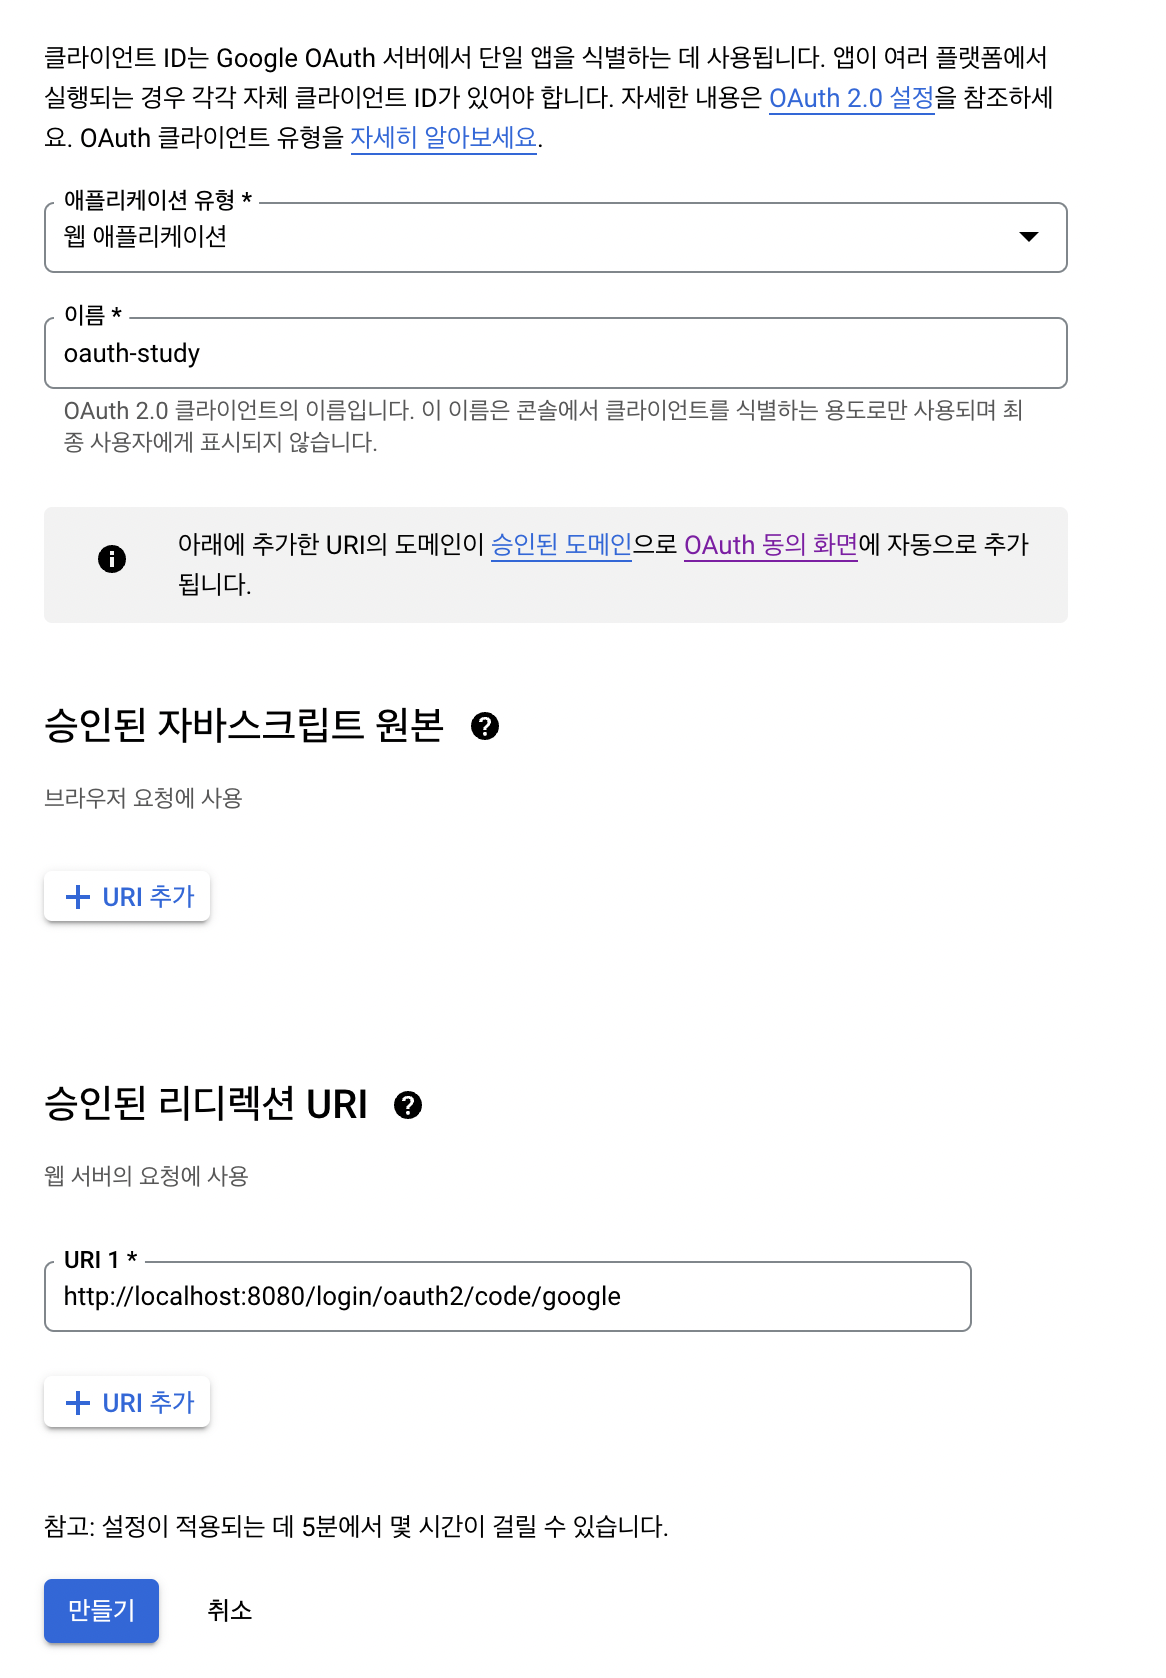 클라이언트 ID는 Google OAuth 서버에서 단일 앱을 식별하는 데 사용됩니다. 앱이 여러 플랫폼에서
실행되는 경우 각각 자체 클라이언트 ID가 있어야 합니다. 자세한 내용은 OAuth 2.0 설정을 참조하세
요. OAuth 클라이언트 유형을 자세히 알아보세요.
애플리케이션 유형 *
웹 애플리케이션
이름 *
oauth-study
OAuth 2.0 클라이언트의 이름입니다. 이 이름은 콘솔에서 클라이언트를 식별하는 용도로만 사용되며 최
종 사용자에게 표시되지 않습니다.
아래에 추가한 URI의 도메인이 승인된 도메인으로 OAuth 동의 화면에 자동으로 추가
됩니다.
승인된 자바스크립트 원본
브라우저 요청에 사용
URI 추가
승인된 리디렉션 URI
웹 서버의 요청에 사용
URI 1 *
http://localhost:8080/login/oauth2/code/google
URI 추가
참고: 설정이 적용되는 데 5분에서 몇 시간이 걸릴 수 있습니다.
만들기 취소